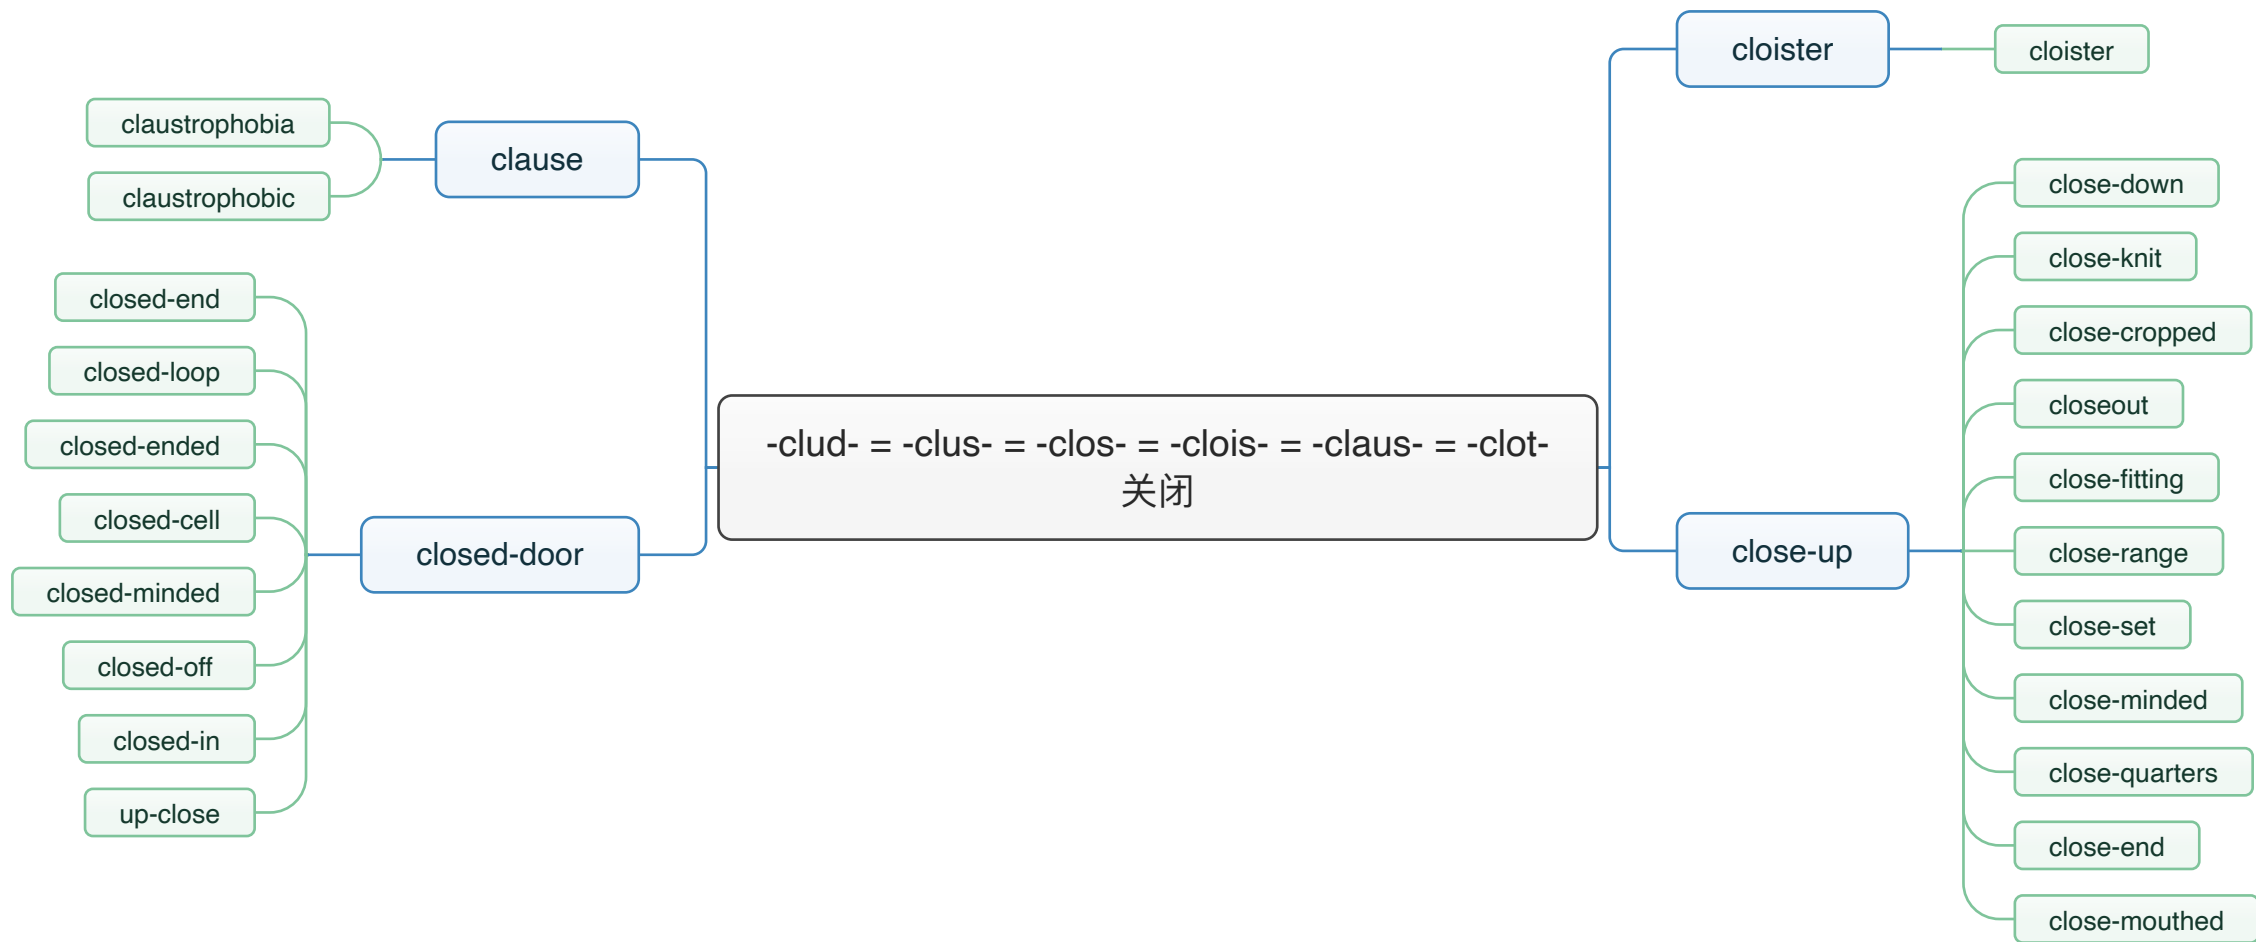 -clud- = -clus- = -clos- = -clois- = -claus- = -clot-
关闭
clause
claustrophobia
claustrophobic
closed-door
closed-end
closed-loop
closed-ended
closed-cell
closed-minded
closed-off
closed-in
up-close
cloister
cloister
close-up
close-down
close-knit
close-cropped
closeout
close-fitting
close-range
close-set
close-minded
close-quarters
close-end
close-mouthed